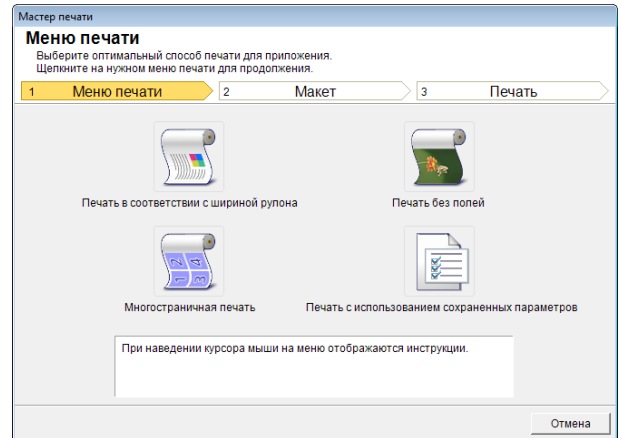 Мастер печати
Меню печати
Выберите оптимальный способ печати для приложения.
Щелкните на нужном меню печати для продолжения.
1 Меню печати 2 Макет 3 Печать
Печать в соответствии с шириной рулона Печать без полей
Многостраничная печать Печать с использованием сохраненных параметров
При наведении курсора мыши на меню отображаются инструкции.
Отмена